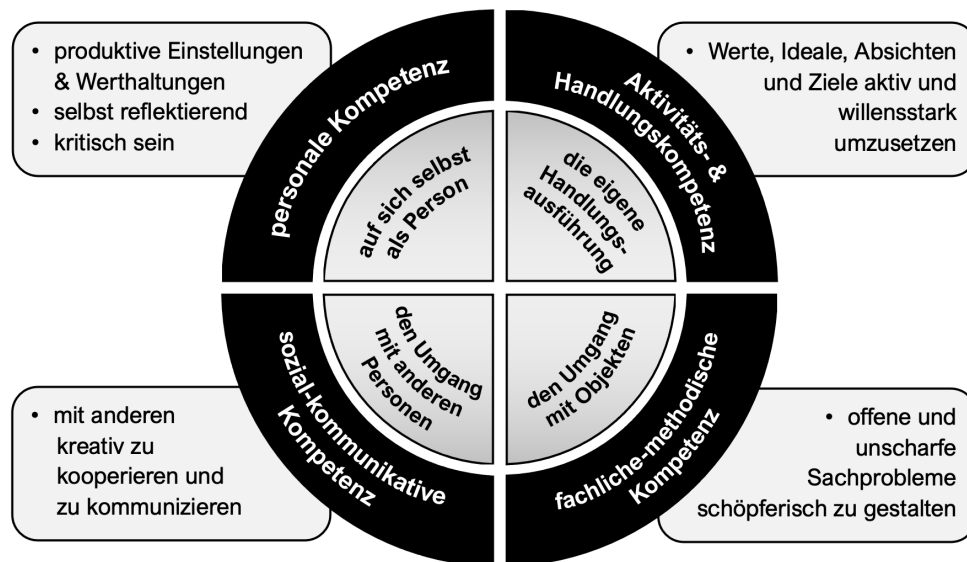 • produktive Einstellungen
& Werthaltungen
• selbst reflektierend
• kritisch sein
• Werte, Ideale, Absichten
und Ziele aktiv und
willensstark
umzusetzen
personale Kompetenz
Aktivitäts- &
Handlungskompetenz
auf sich selbst
als Person
die eigene
Handlungs-
ausführung
den Umgang
mit anderen
Personen
den Umgang
mit Objekten
sozial-kommunikative
Kompetenz
fachliche-methodische
Kompetenz
• mit anderen
kreativ zu
kooperieren und
zu kommunizieren
• offene und
unscharfe
Sachprobleme
schöpferisch zu gestalten